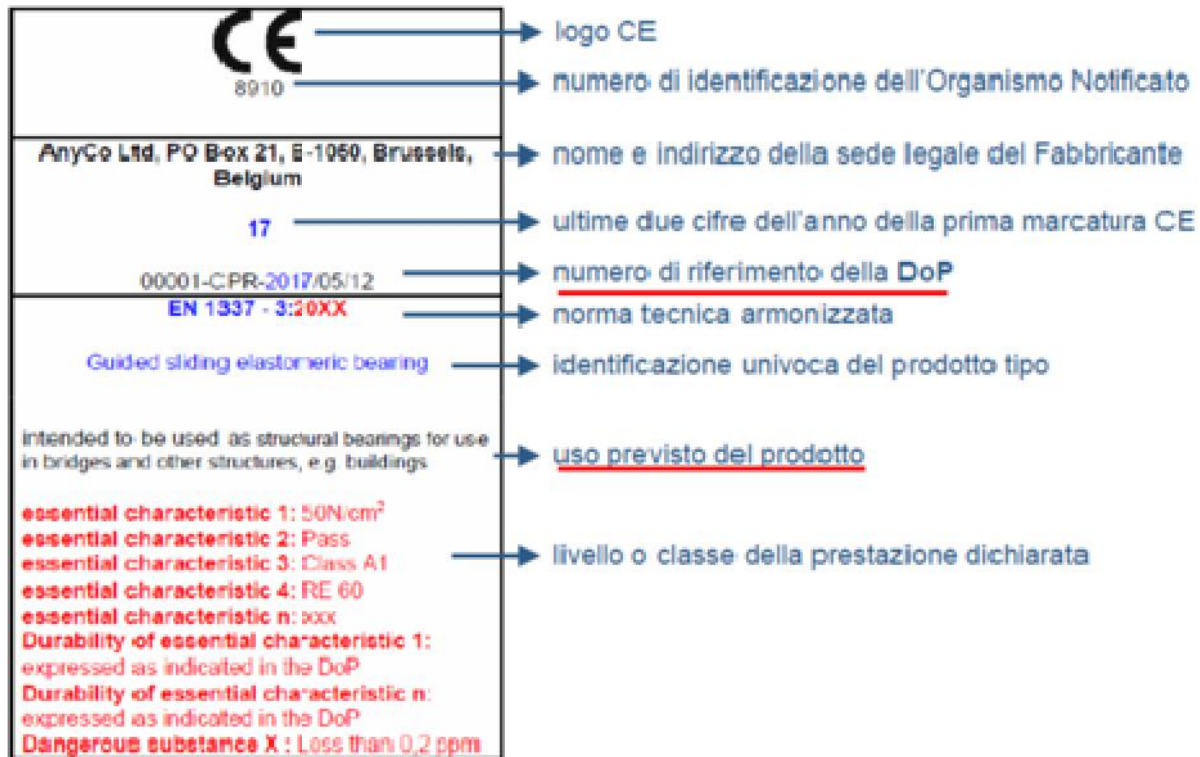 CE
logo CE
8910
numero di identificazione dell'Organismo Notificato
AnyCo Ltd, PO Box 21, B-1060, Brussels,
Belgium
nome e indirizzo della sede legale del Fabbricante
17
ultime due cifre dell'anno della prima marcatura CE
00001-CPR-2017/05/12
numero di riferimento della DoP
EN 1337 - 3:20XX
norma tecnica armonizzata
Guided sliding elastomeric bearing
identificazione univoca del prodotto tipo
intended to be used as structural bearings for use
in bridges and other structures, e.g. buildings
uso previsto del prodotto
essential characteristic 1: 50N/cm²
essential characteristic 2: Pass
essential characteristic 3: Class A1
livello o classe della prestazione dichiarata
essential characteristic 4: RE 60
essential characteristic n: xxx
Durability of essential characteristic 1:
expressed as indicated in the DoP
Durability of essential characteristic n:
expressed as indicated in the DoP
Dangerous substance X : Less than 0,2 ppm